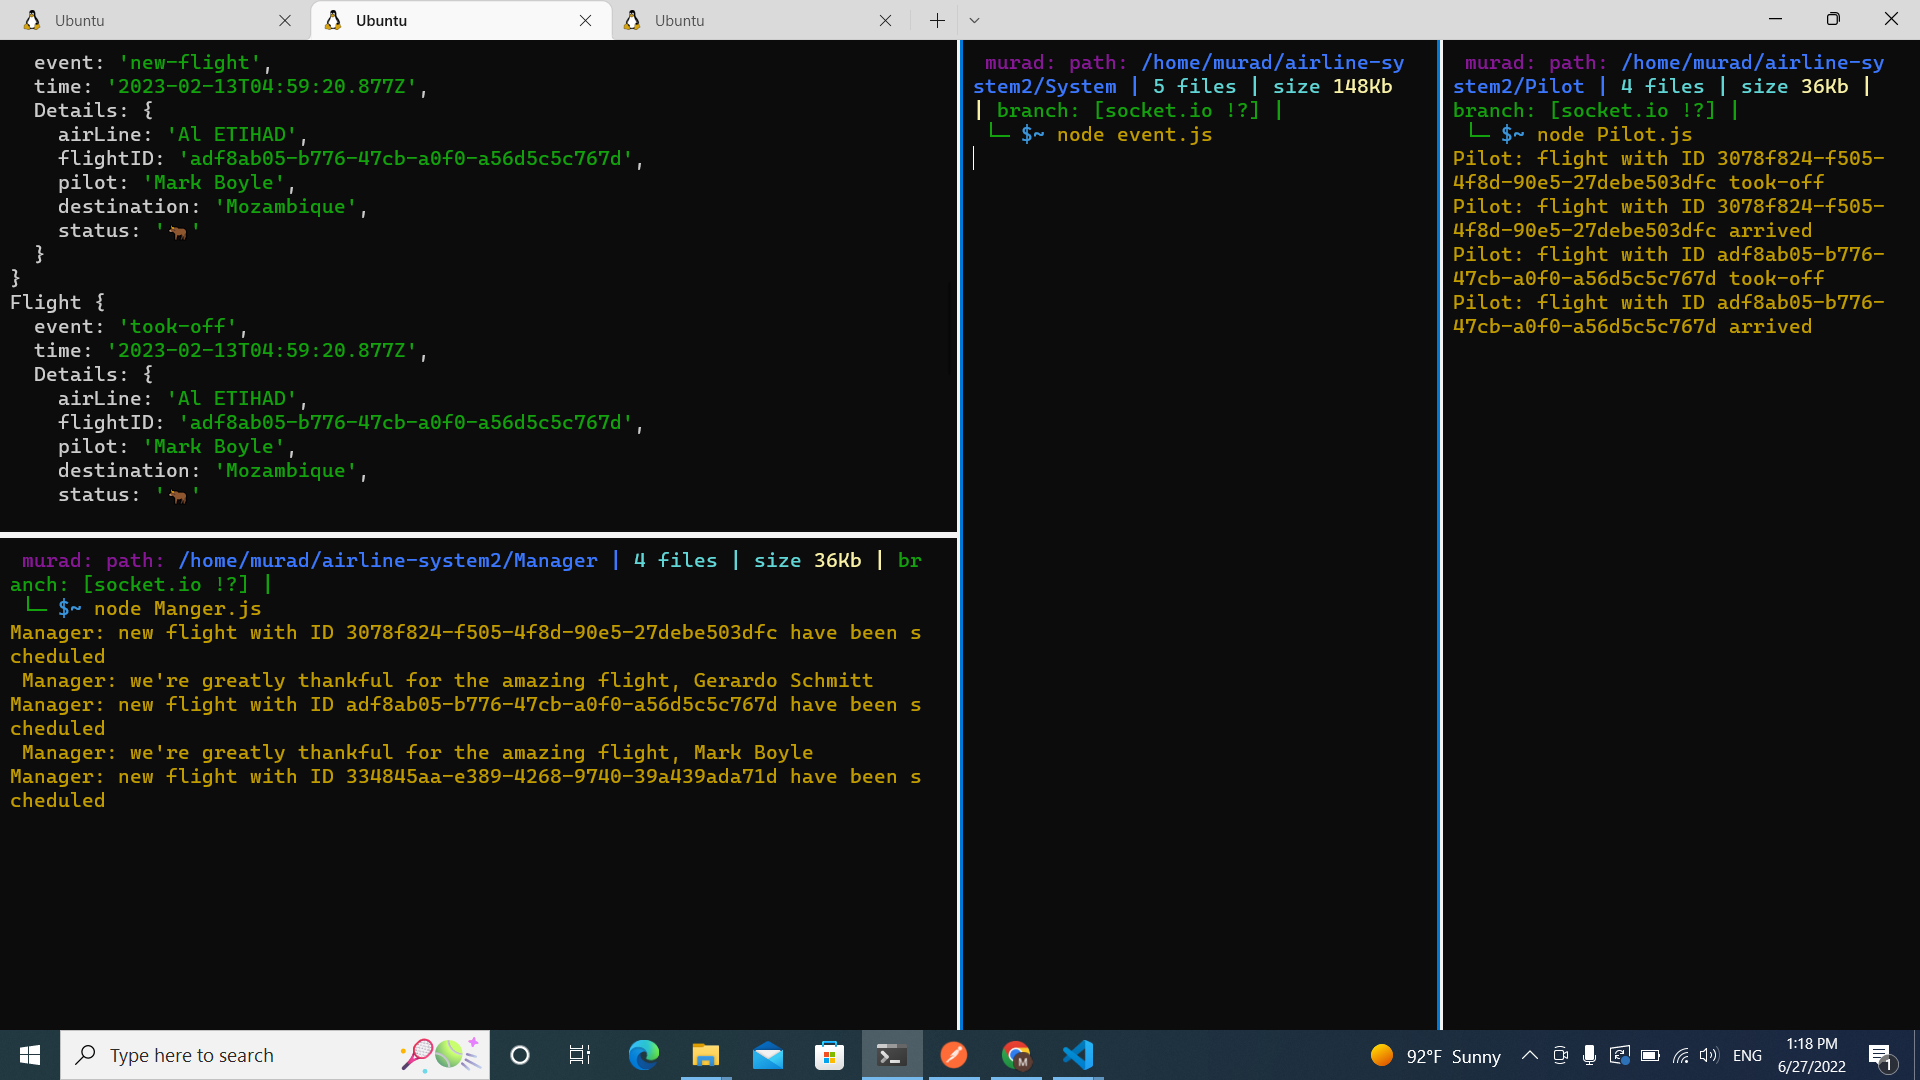 Ubuntu
Ubuntu
Ubuntu
event: 'new-flight',
time: '2023-02-13T04:59:20.877Z',
Details: {
airLine: 'Al ETIHAD',
flightID: 'adf8ab05-b776-47cb-a0f0-a56d5c5c767d',
pilot: 'Mark Boyle',
destination: 'Mozambique',
status: '🐂'
}
}
Flight {
event: 'took-off',
time: '2023-02-13T04:59:20.877Z',
Details: {
airLine: 'Al ETIHAD',
flightID: 'adf8ab05-b776-47cb-a0f0-a56d5c5c767d',
pilot: 'Mark Boyle',
destination: 'Mozambique',
status: '🐂'
murad: path: /home/murad/airline-system2/Manager | 4 files | size 36Kb | br
anch: [socket.io !?] |
└─ $~ node Manger.js
Manager: new flight with ID 3078f824-f505-4f8d-90e5-27debe503dfc have been s
cheduled
Manager: we're greatly thankful for the amazing flight, Gerardo Schmitt
Manager: new flight with ID adf8ab05-b776-47cb-a0f0-a56d5c5c767d have been s
cheduled
Manager: we're greatly thankful for the amazing flight, Mark Boyle
Manager: new flight with ID 334845aa-e389-4268-9740-39a439ada71d have been s
cheduled
murad: path: /home/murad/airline-sy
stem2/System | 5 files | size 148Kb
| branch: [socket.io !?] |
└─ $~ node event.js
murad: path: /home/murad/airline-sy
stem2/Pilot | 4 files | size 36Kb |
branch: [socket.io !?] |
└─ $~ node Pilot.js
Pilot: flight with ID 3078f824-f505-
4f8d-90e5-27debe503dfc took-off
Pilot: flight with ID 3078f824-f505-
4f8d-90e5-27debe503dfc arrived
Pilot: flight with ID adf8ab05-b776-
47cb-a0f0-a56d5c5c767d took-off
Pilot: flight with ID adf8ab05-b776-
47cb-a0f0-a56d5c5c767d arrived
Type here to search
92°F Sunny
ENG
1:18 PM
6/27/2022
1
M